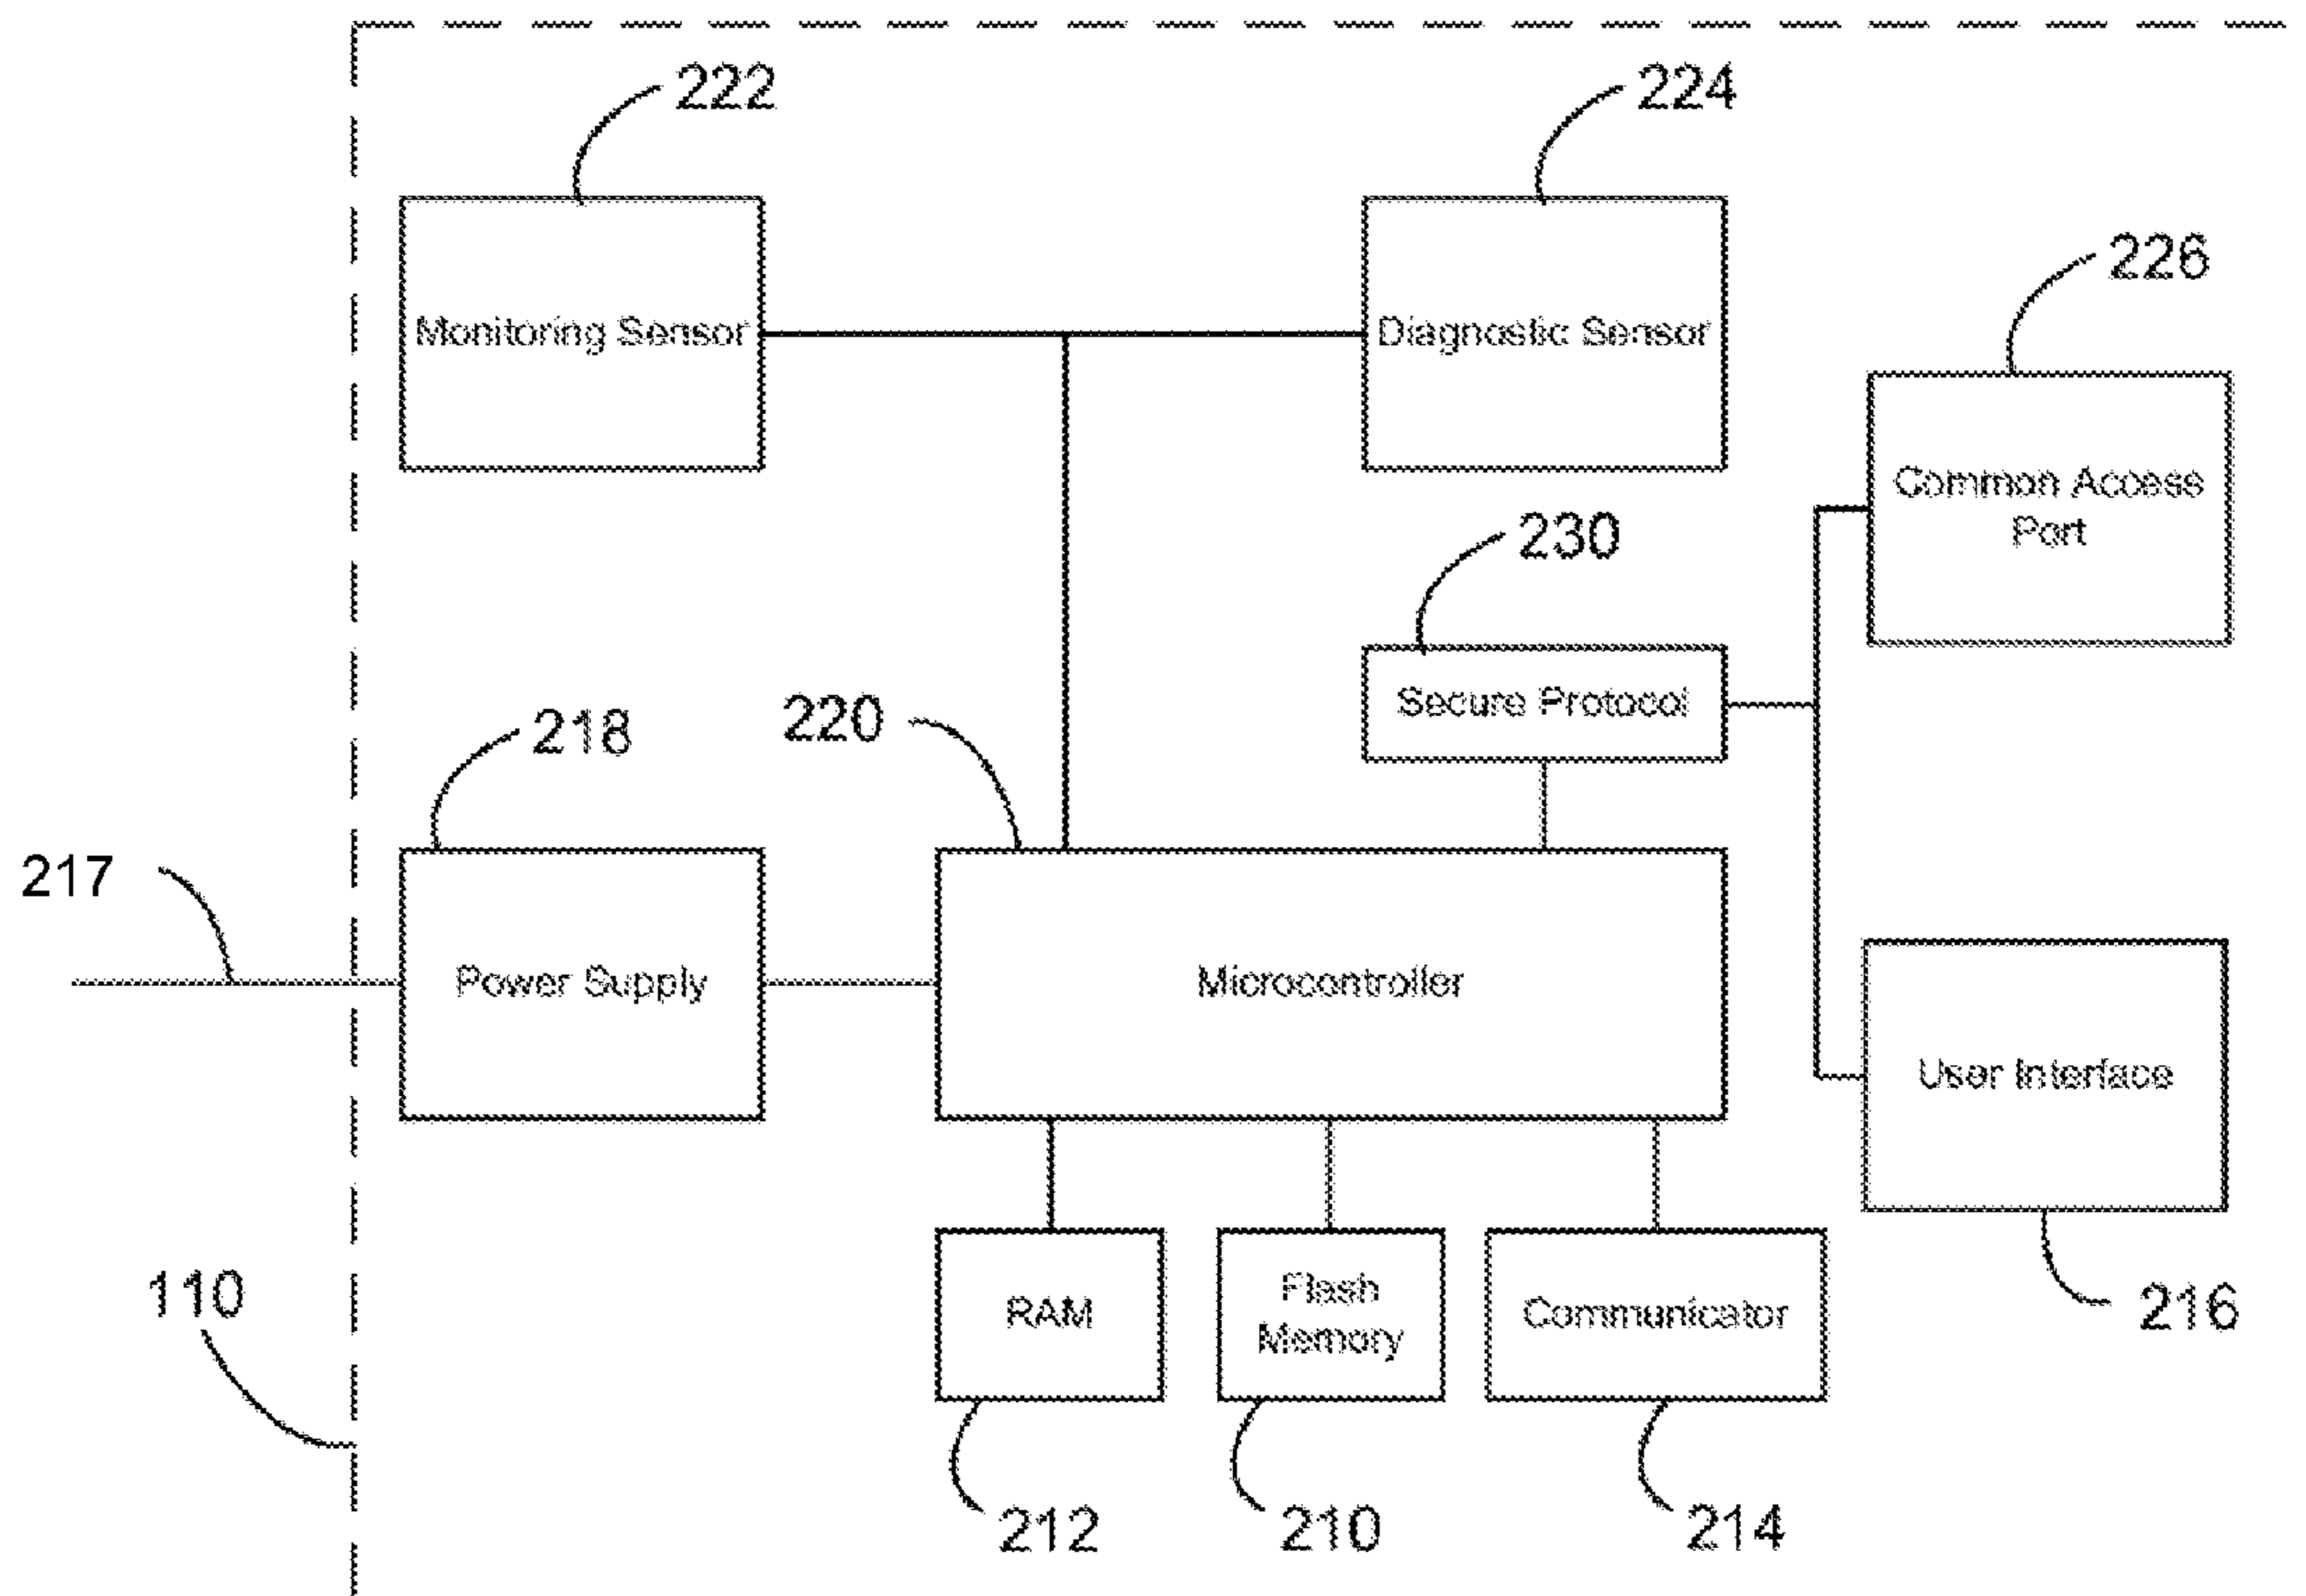 222
224
226
Monitoring Sensor
Diagnostic Sensor
Common Access
Port
230
Secure Protocol
218
220
217
Power Supply
Microcontroller
User Interface
110
RAM
Flash
Memory
Communicator
216
212
210
214